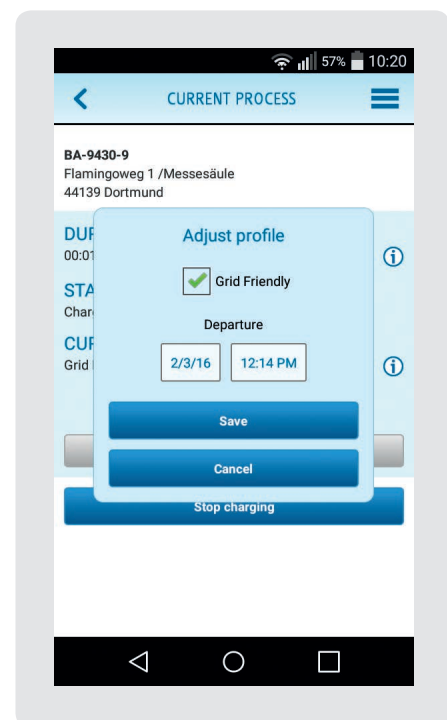 57% 10:20
CURRENT PROCESS
BA-9430-9
Flamingoweg 1 /Messesäule
44139 Dortmund
Adjust profile
Grid Friendly
Departure
2/3/16 12:14 PM
Save
Cancel
Stop charging